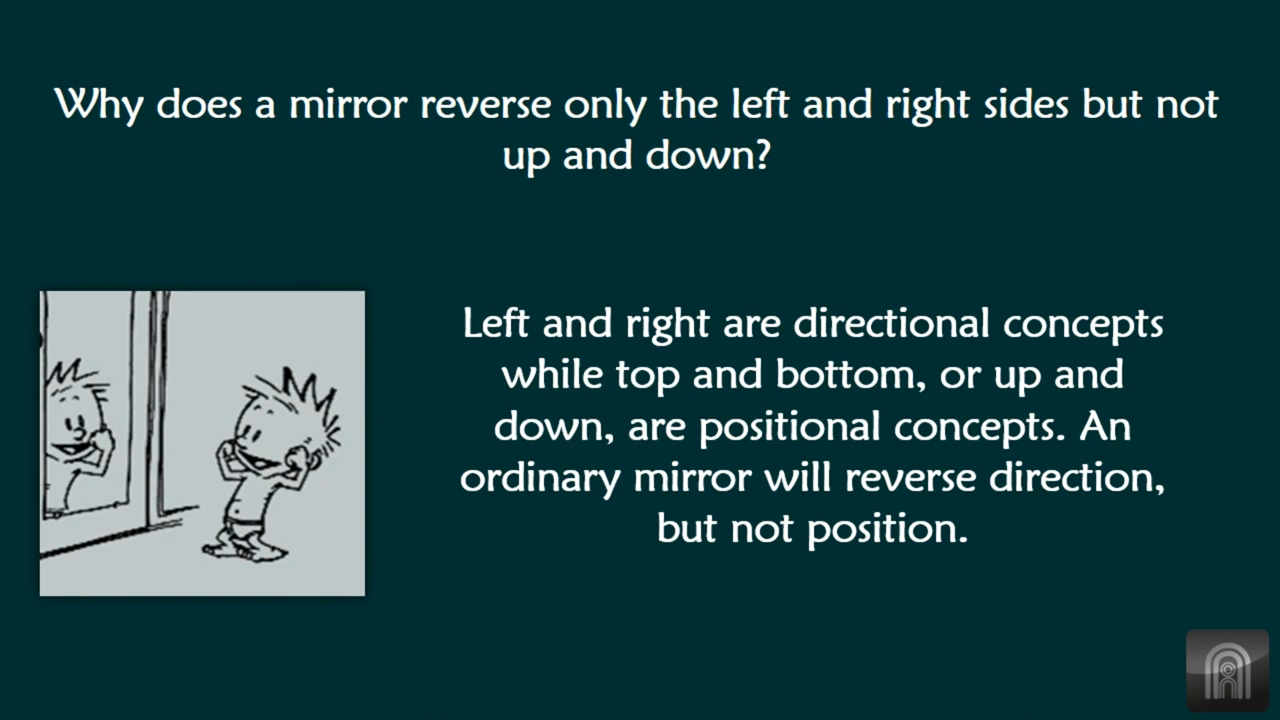 Why does a mirror reverse only the left and right sides but not
up and down?
Left and right are directional concepts
while top and bottom, or up and
down, are positional concepts. An
ordinary mirror will reverse direction,
but not position.